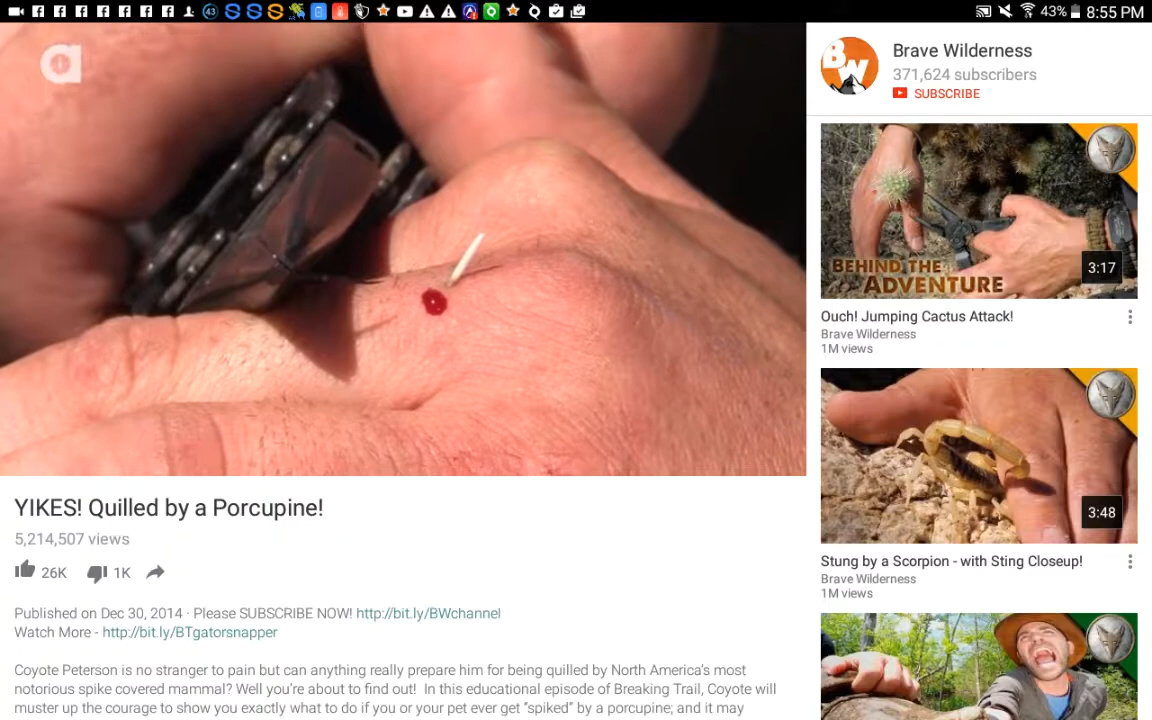 43
43% 8:55 PM
a
YIKES! Quilled by a Porcupine!
5,214,507 views
26K 1K
Published on Dec 30, 2014 · Please SUBSCRIBE NOW! http://bit.ly/BWchannel
Watch More - http://bit.ly/BTgatorsnapper
Coyote Peterson is no stranger to pain but can anything really prepare him for being quilled by North America's most
notorious spike covered mammal? Well you're about to find out!  In this educational episode of Breaking Trail, Coyote will
muster up the courage to show you exactly what to do if you or your pet ever get "spiked" by a porcupine; and it may
BW
Brave Wilderness
371,624 subscribers
SUBSCRIBE
BEHIND THE
ADVENTURE
3:17
Ouch! Jumping Cactus Attack!
Brave Wilderness
1M views
3:48
Stung by a Scorpion - with Sting Closeup!
Brave Wilderness
1M views